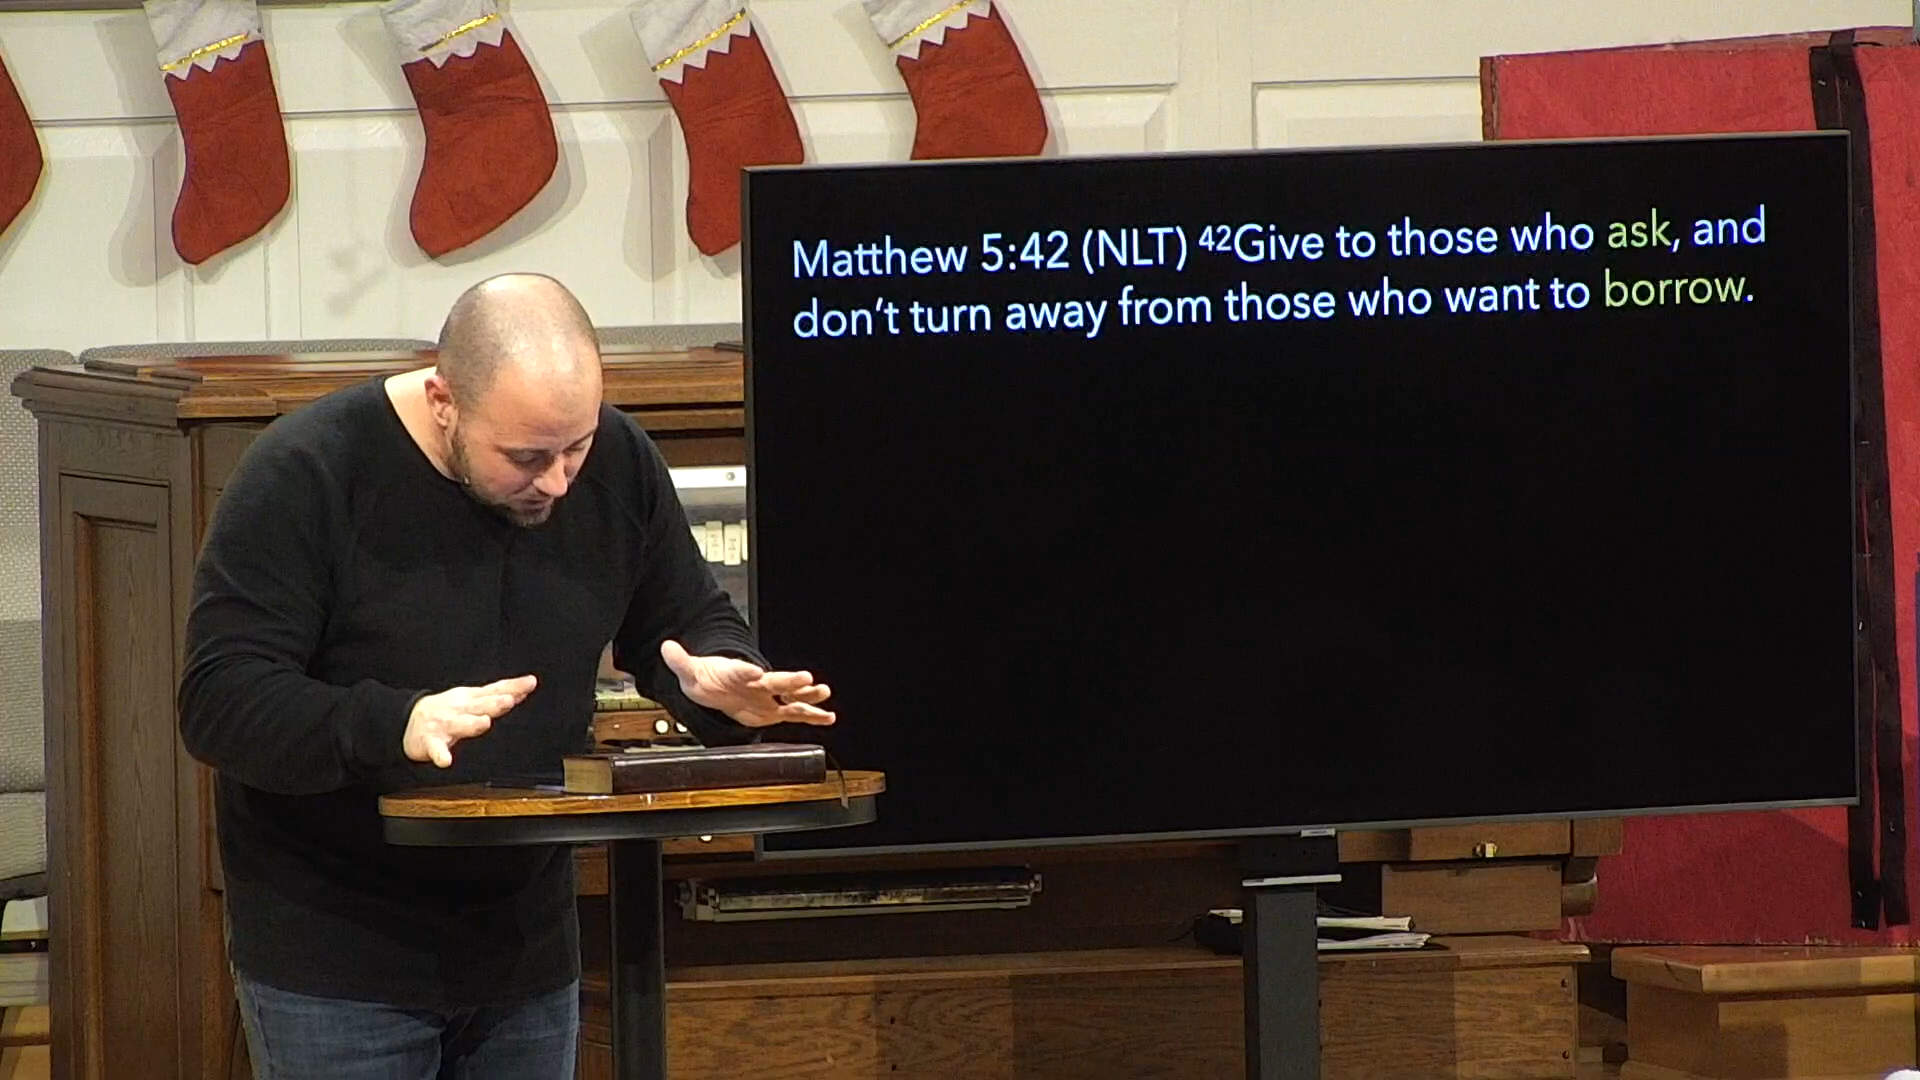 Matthew 5:42 (NLT) ⁴²Give to those who ask, and
don't turn away from those who want to borrow.